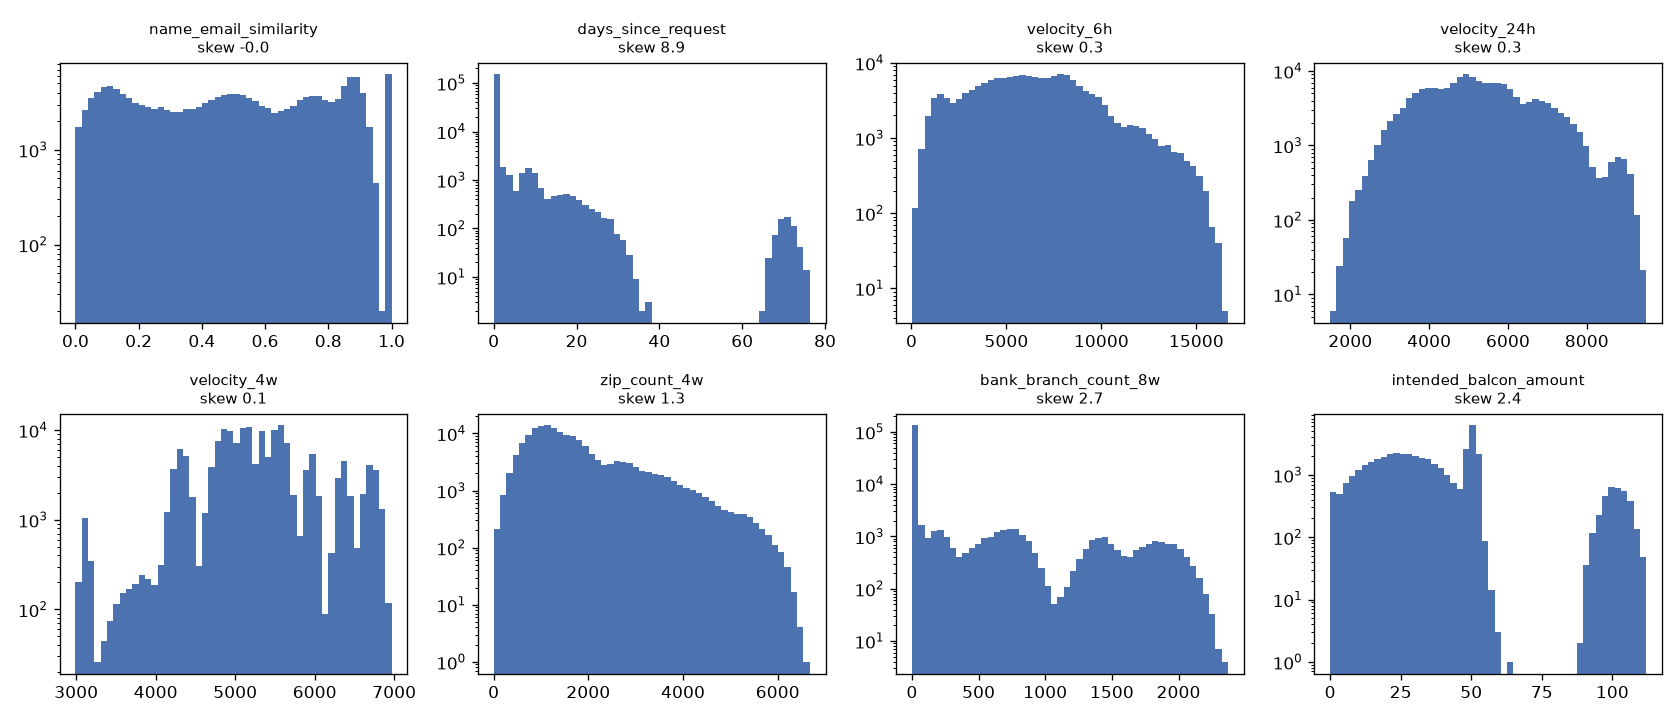 name_email_similarity
skew -0.0
10^3
10^2
0.0 0.2 0.4 0.6 0.8 1.0
days_since_request
skew 8.9
10^5
10^4
10^3
10^2
10^1
0 20 40 60 80
velocity_6h
skew 0.3
10^4
10^3
10^2
10^1
0 5000 10000 15000
velocity_24h
skew 0.3
10^4
10^3
10^2
10^1
2000 4000 6000 8000
velocity_4w
skew 0.1
10^4
10^3
10^2
3000 4000 5000 6000 7000
zip_count_4w
skew 1.3
10^4
10^3
10^2
10^1
10^0
0 2000 4000 6000
bank_branch_count_8w
skew 2.7
10^5
10^4
10^3
10^2
10^1
0 500 1000 1500 2000
intended_balcon_amount
skew 2.4
10^3
10^2
10^1
10^0
0 25 50 75 100